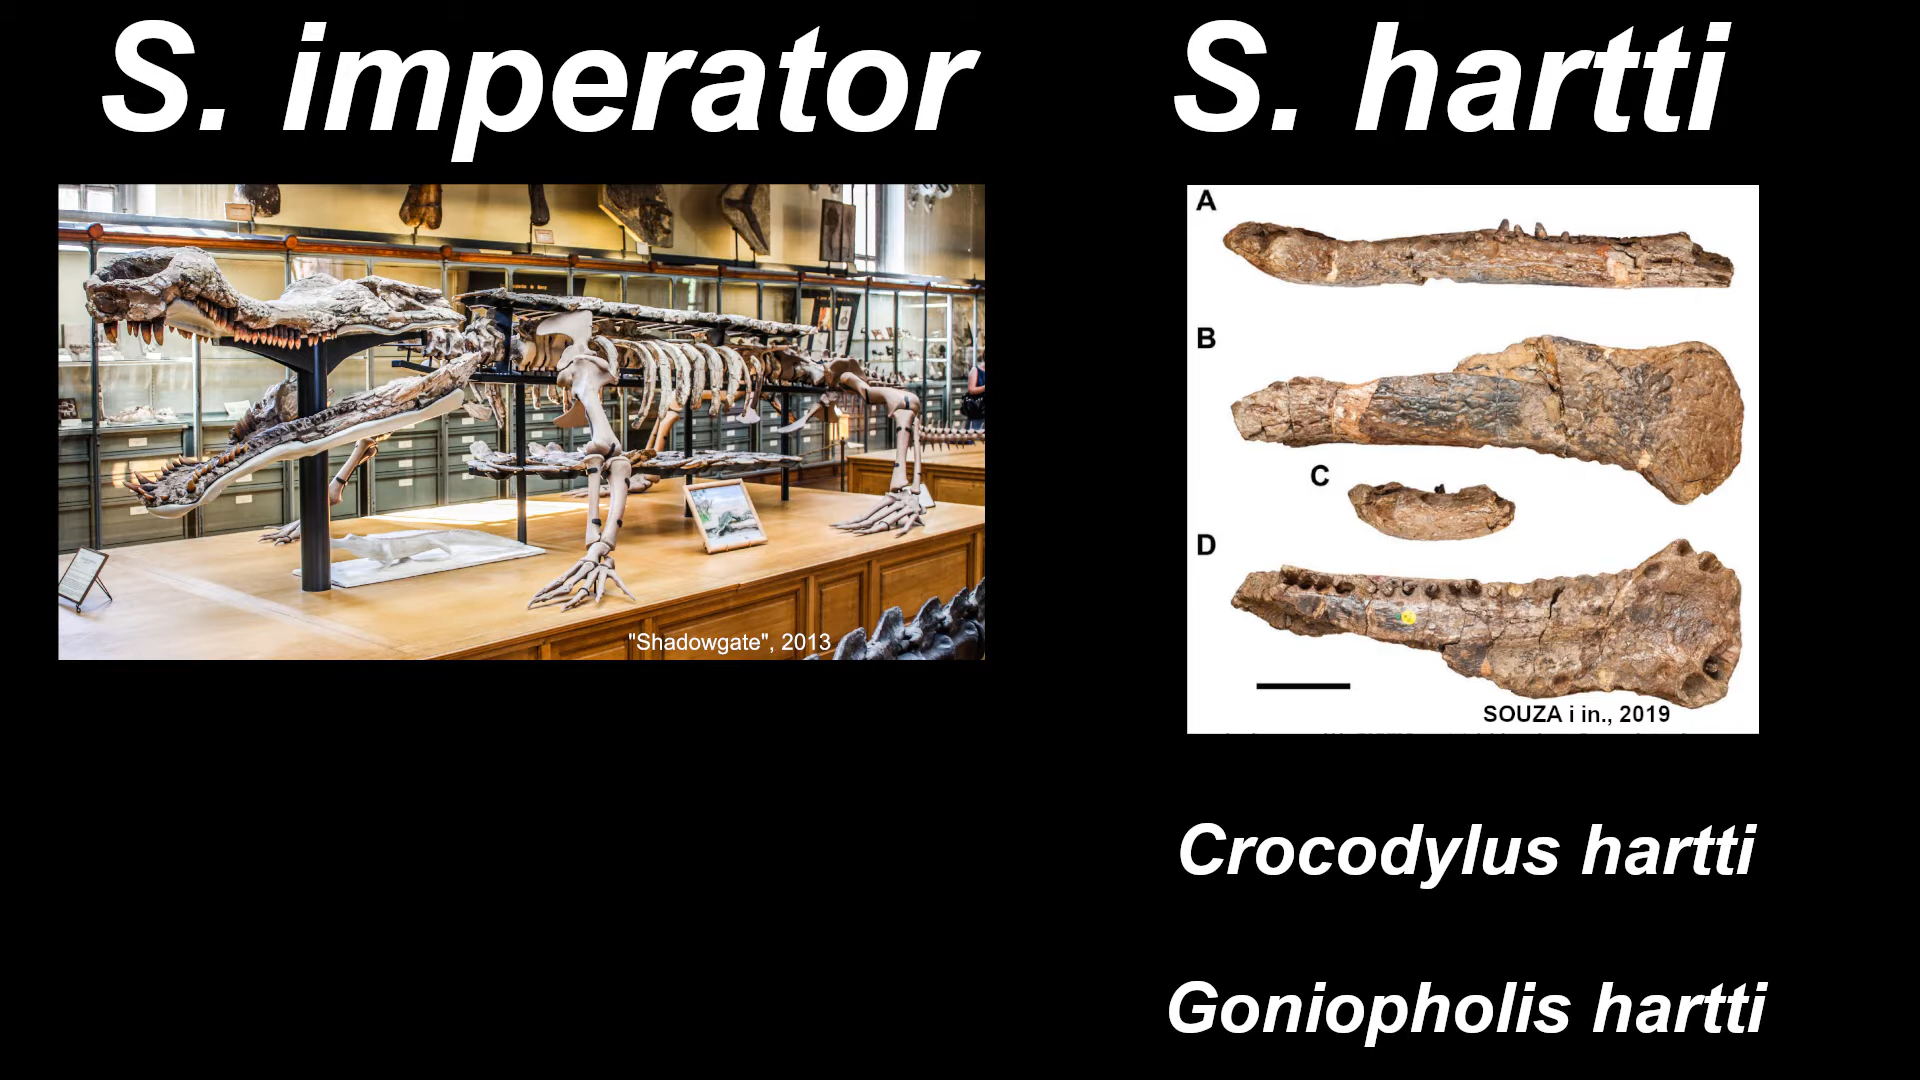 S. imperator
S. hartti
"Shadowgate", 2013
A
B
C
D
SOUZA i in., 2019
Crocodylus hartti
Goniopholis hartti